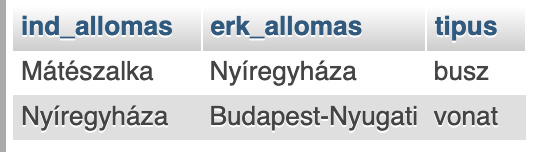 ind_allomas erk_allomas tipus
Mátészalka Nyíregyháza busz
Nyíregyháza Budapest-Nyugati vonat